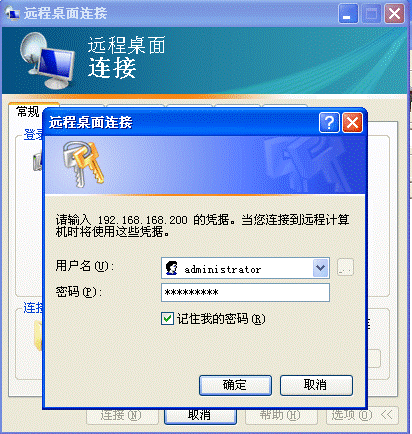 远程桌面连接
远程桌面
连接
常规
登录
远程桌面连接
请输入 192.168.168.200 的凭据。当您连接到远程计算
机时将使用这些凭据。
用户名(U): administrator
密码(P): *********
记住我的密码(R)
连接
确定 取消
连接(N) 取消 帮助(H) 选项(O) <<